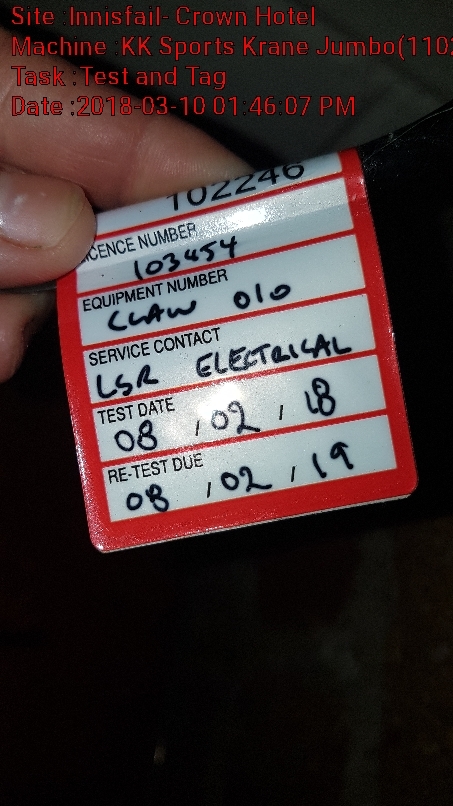 Site :Innisfail- Crown Hotel
Machine :KK Sports Krane Jumbo(1102
Task :Test and Tag
Date :2018-03-10 01:46:07 PM
102246
ICENCE NUMBER
103454
EQUIPMENT NUMBER
CLAW 010
SERVICE CONTACT
LSR ELECTRICAL
TEST DATE
08 / 02 / 18
RE-TEST DUE
08 / 02 / 19